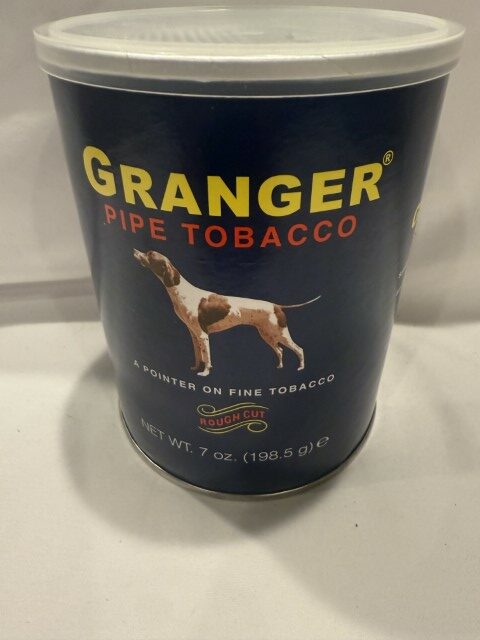 GRANGER®
PIPE TOBACCO
A POINTER ON FINE TOBACCO
ROUGH CUT
NET WT. 7 oz. (198.5 g) ℮